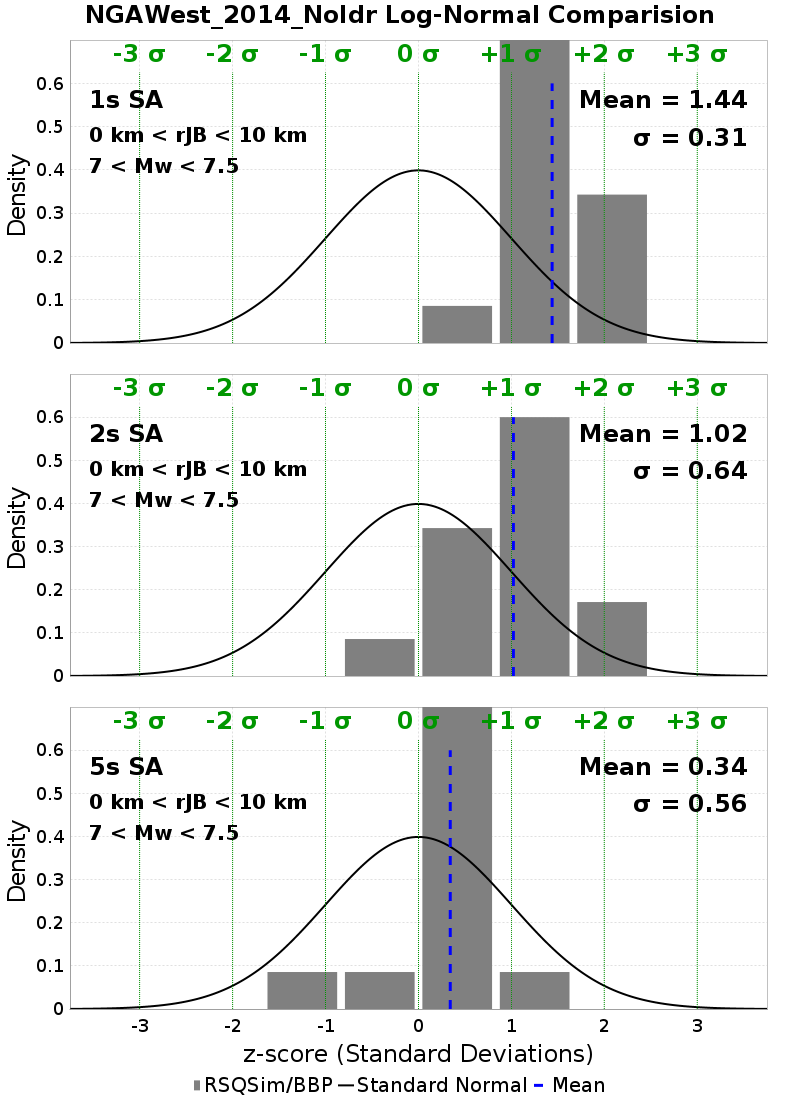 NGAWest_2014_NoIdr Log-Normal Comparision
-3 σ -2 σ -1 σ 0 σ +1 σ +2 σ +3 σ
1s SA Mean = 1.44
0 km < rJB < 10 km σ = 0.31
7 < Mw < 7.5
Density
0.6
0.5
0.4
0.3
0.2
0.1
0
-3 σ -2 σ -1 σ 0 σ +1 σ +2 σ +3 σ
2s SA Mean = 1.02
0 km < rJB < 10 km σ = 0.64
7 < Mw < 7.5
Density
0.6
0.5
0.4
0.3
0.2
0.1
0
-3 σ -2 σ -1 σ 0 σ +1 σ +2 σ +3 σ
5s SA Mean = 0.34
0 km < rJB < 10 km σ = 0.56
7 < Mw < 7.5
Density
0.6
0.5
0.4
0.3
0.2
0.1
0
-3 -2 -1 0 1 2 3
z-score (Standard Deviations)
RSQSim/BBP Standard Normal Mean